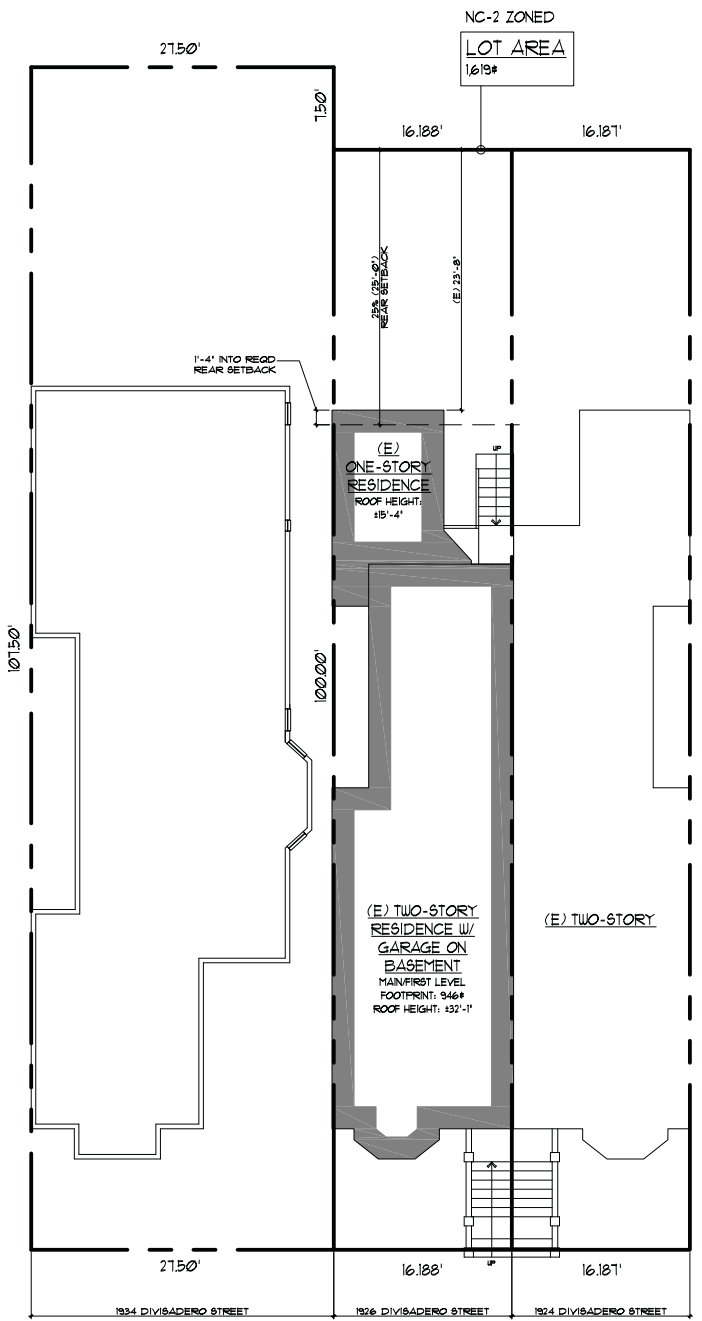 NC-2 ZONED
LOT AREA
1,619#
27.50'
7.50'
16.188'
16.187'
25% (25'-0")
REAR SETBACK
(E) 23'-8"
1'-4" INTO REQD
REAR SETBACK
(E)
ONE-STORY
RESIDENCE
ROOF HEIGHT:
±15'-4"
UP
107.50'
100.00'
(E) TWO-STORY
RESIDENCE W/
GARAGE ON
BASEMENT
MAIN/FIRST LEVEL
FOOTPRINT: 946#
ROOF HEIGHT: ±32'-1"
(E) TWO-STORY
UP
27.50'
16.188'
16.187'
1934 DIVISADERO STREET
1926 DIVISADERO STREET
1924 DIVISADERO STREET